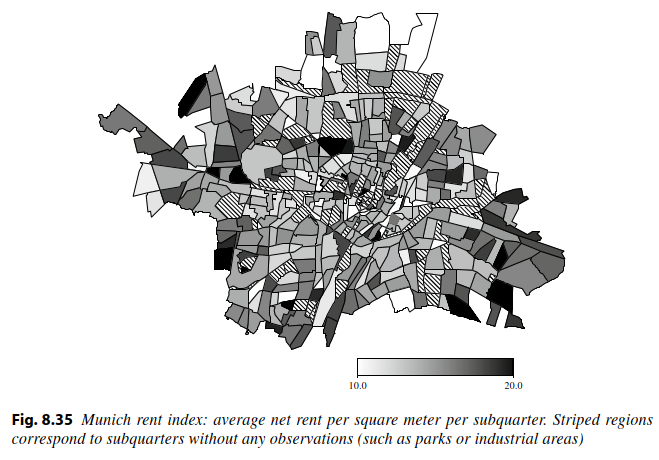 10.0 20.0
Fig. 8.35 Munich rent index: average net rent per square meter per subquarter. Striped regions
correspond to subquarters without any observations (such as parks or industrial areas)